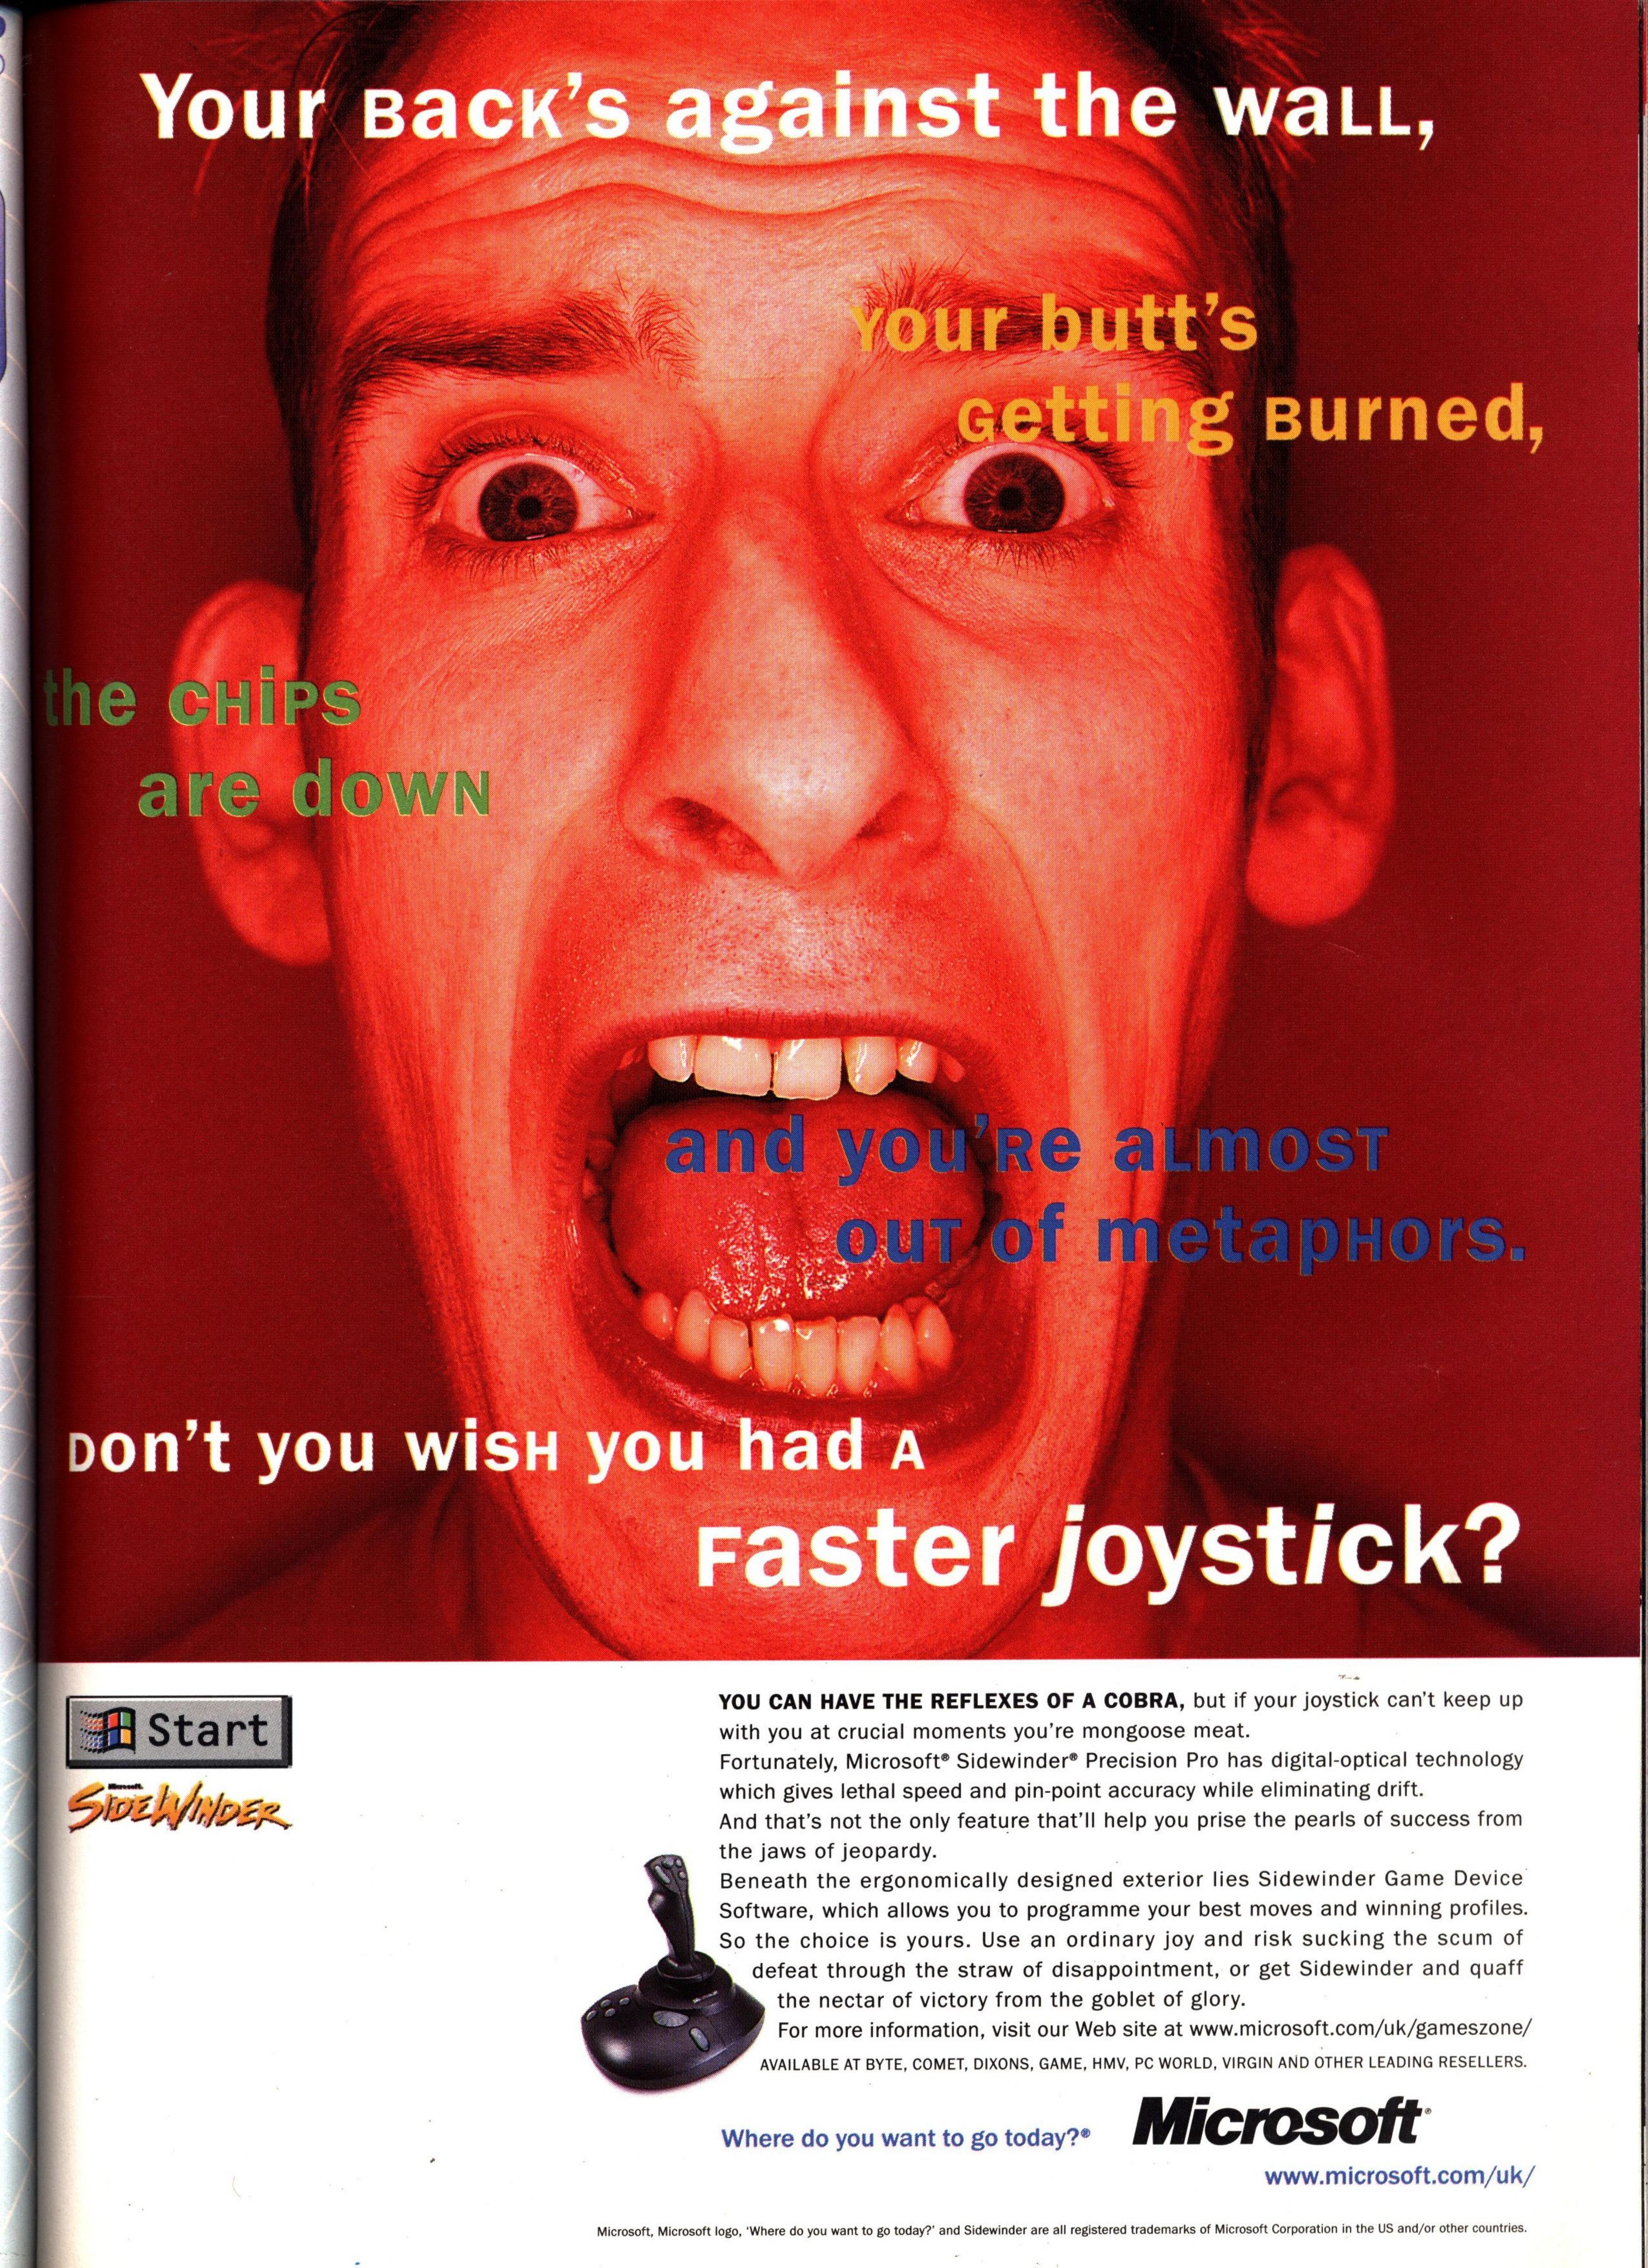 Your Back's against the wall,
Your butt's
Getting Burned,
the chips
are down
and you're almost
out of metaphors.
Don't you wish you had a
Faster joystick?
Start
Microsoft.
SIDEWINDER
YOU CAN HAVE THE REFLEXES OF A COBRA, but if your joystick can't keep up
with you at crucial moments you're mongoose meat.
Fortunately, Microsoft® Sidewinder® Precision Pro has digital-optical technology
which gives lethal speed and pin-point accuracy while eliminating drift.
And that's not the only feature that'll help you prise the pearls of success from
the jaws of jeopardy.
Beneath the ergonomically designed exterior lies Sidewinder Game Device
Software, which allows you to programme your best moves and winning profiles.
So the choice is yours. Use an ordinary joy and risk sucking the scum of
defeat through the straw of disappointment, or get Sidewinder and quaff
the nectar of victory from the goblet of glory.
For more information, visit our Web site at www.microsoft.com/uk/gameszone/
AVAILABLE AT BYTE, COMET, DIXONS, GAME, HMV, PC WORLD, VIRGIN AND OTHER LEADING RESELLERS.
Where do you want to go today?® Microsoft®
www.microsoft.com/uk/
Microsoft, Microsoft logo, 'Where do you want to go today?' and Sidewinder are all registered trademarks of Microsoft Corporation in the US and/or other countries.